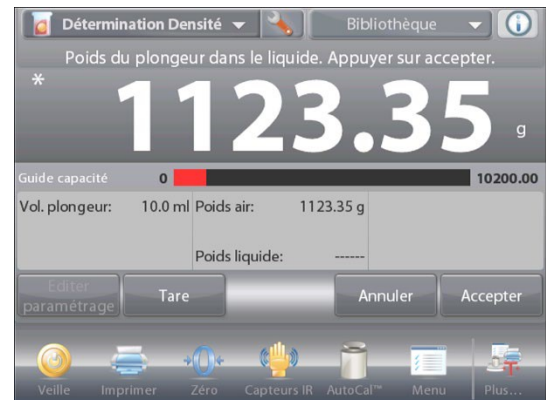 Détermination Densité Bibliothèque
Poids du plongeur dans le liquide. Appuyer sur accepter.
* 1123.35 g
Guide capacité 0 10200.00
Vol. plongeur: 10.0 ml Poids air: 1123.35 g
Poids liquide: ------
Editer paramétrage Tare Annuler Accepter
Veille Imprimer Zéro Capteurs IR AutoCal™ Menu Plus...